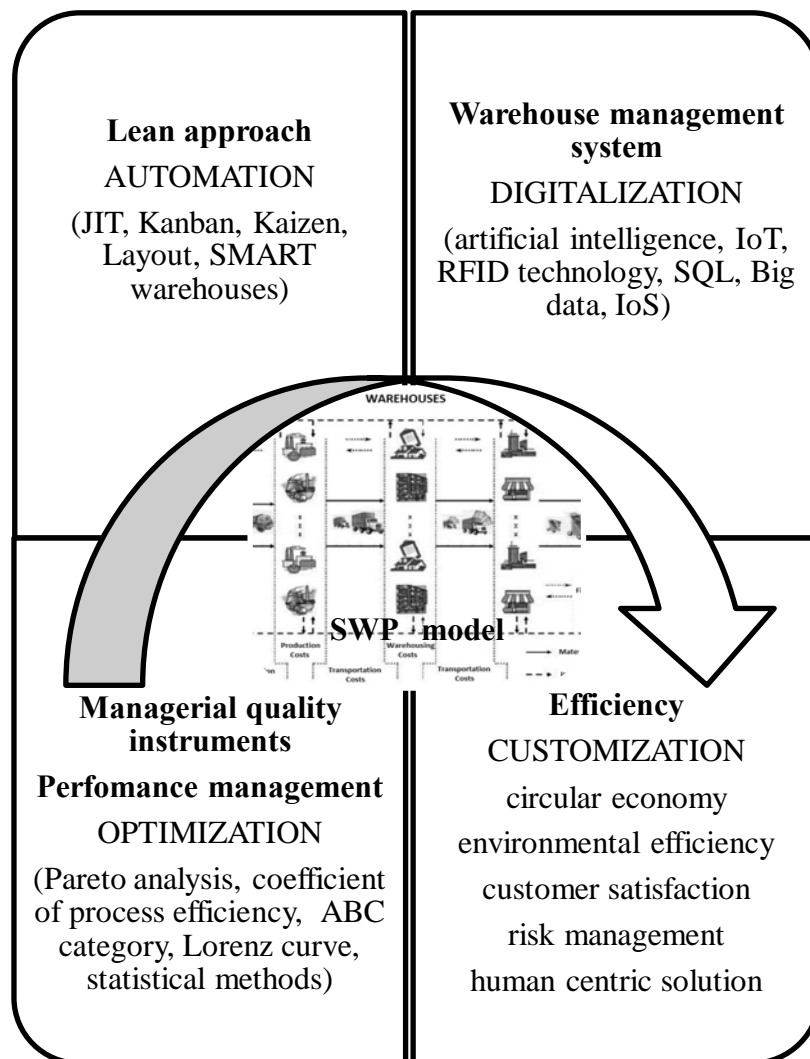 Lean approach
AUTOMATION
(JIT, Kanban, Kaizen,
Layout, SMART
warehouses)
Warehouse management
system
DIGITALIZATION
(artificial intelligence, IoT,
RFID technology, SQL, Big
data, IoS)
WAREHOUSES
SWP model
Production
Costs
Transportation
Costs
Warehousing
Costs
Transportation
Costs
Mate
Managerial quality
instruments
Perfomance management
OPTIMIZATION
(Pareto analysis, coefficient
of process efficiency, ABC
category, Lorenz curve,
statistical methods)
Efficiency
CUSTOMIZATION
circular economy
environmental efficiency
customer satisfaction
risk management
human centric solution